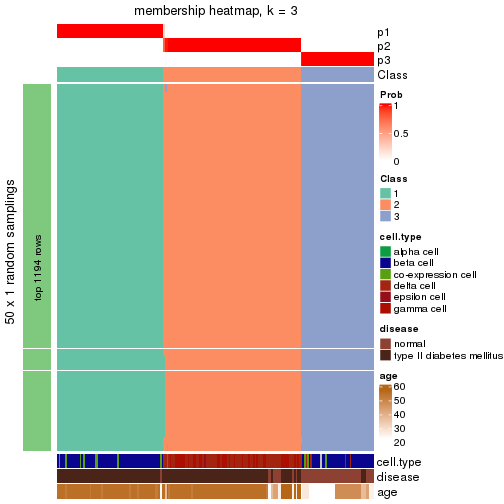 membership heatmap, k = 3
p1
p2
p3
Class
50 x 1 random samplings
top 1194 rows
Prob
1
0.5
0
Class
1
2
3
cell.type
alpha cell
beta cell
co-expression cell
delta cell
epsilon cell
gamma cell
disease
normal
type II diabetes mellitus
age
60
50
40
30
20
cell.type
disease
age